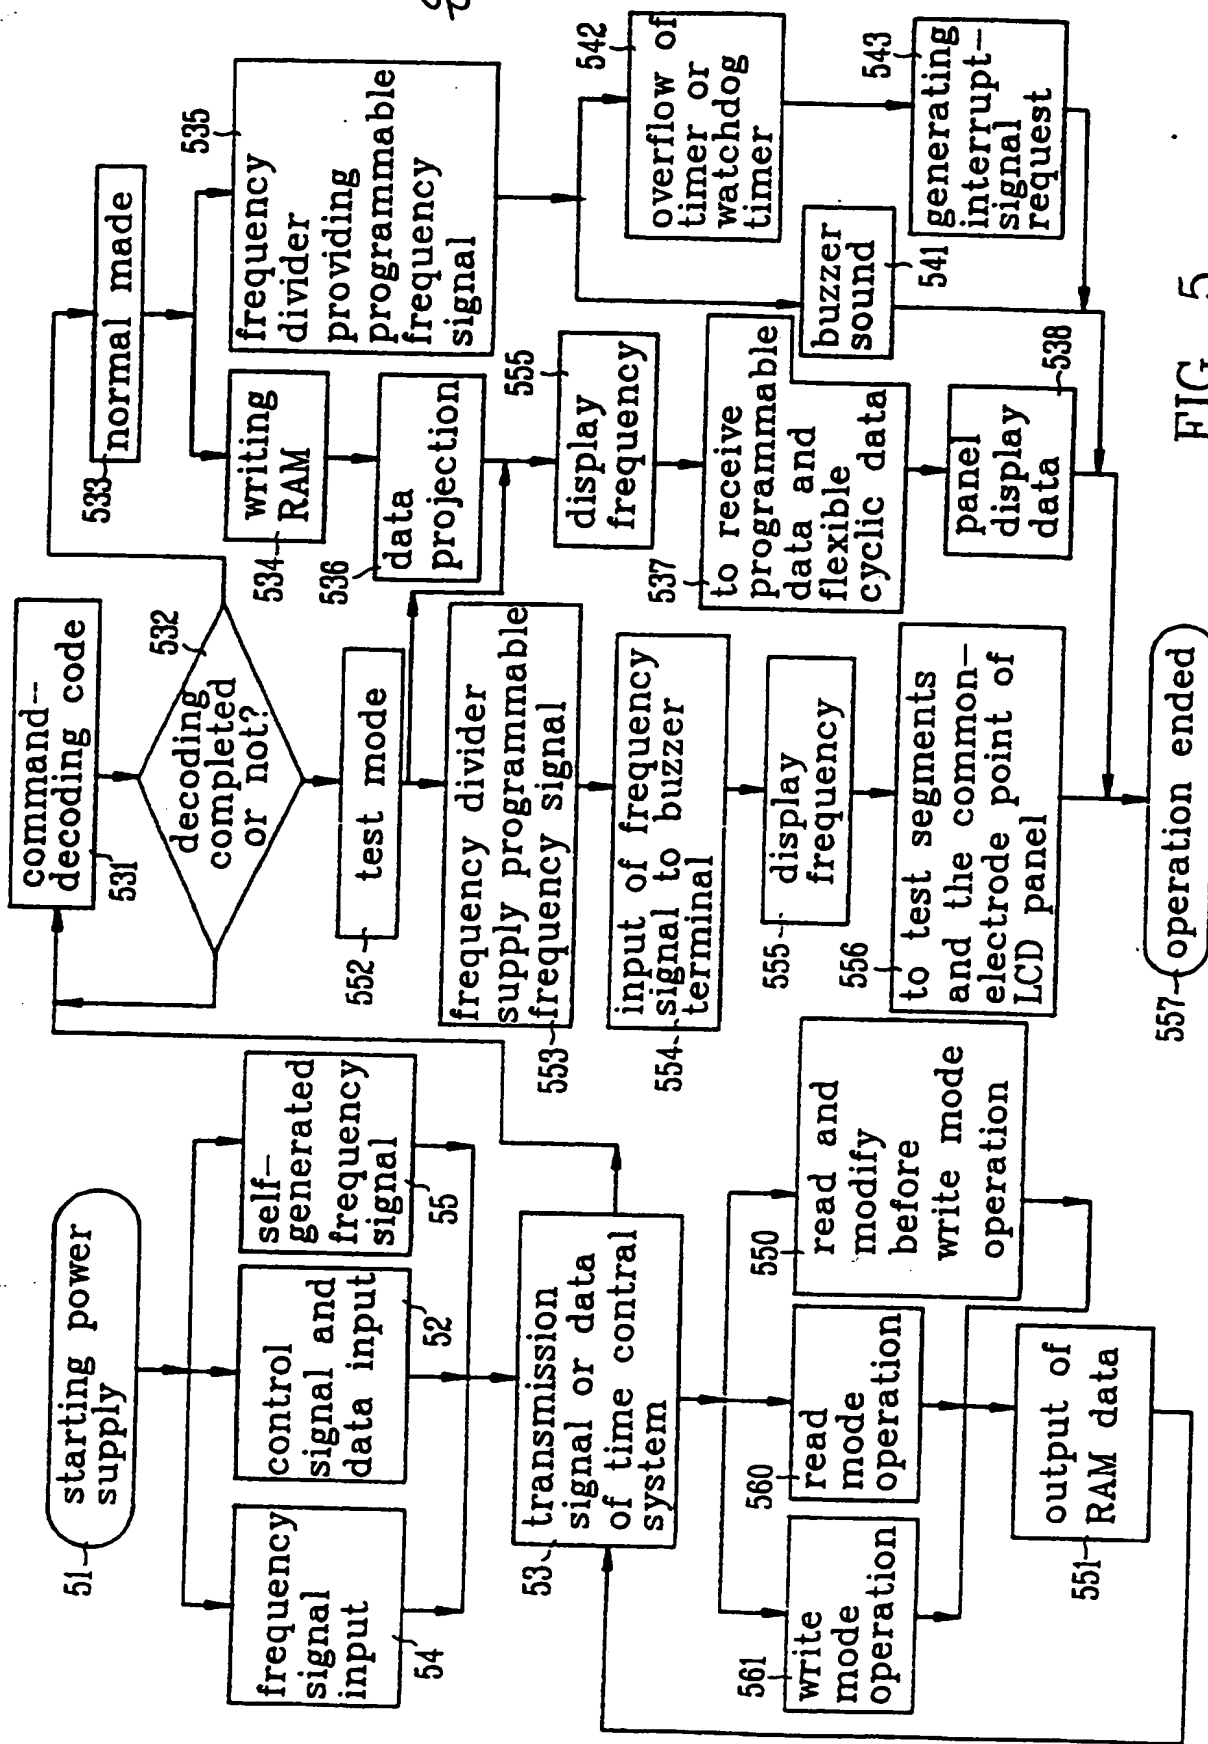 51
starting power
supply
frequency
signal
input
54
control
signal and
data input
52
self-
generated
frequency
signal
55
53
transmission
signal or data
of time contral
system
561
write
mode
operation
560
read
mode
operation
550
read and
modify
before
write mode
operation
551
output of
RAM data
command-
decoding code
531
decoding
completed
or not?
532
552
test mode
frequency divider
supply programmable
frequency signal
553
input of frequency
signal to buzzer
terminal
554
display
frequency
555
556
to test segments
and the common-
electrode point of
LCD panel
557
operation ended
533
normal made
534
writing
RAM
535
frequency
divider
providing
programmable
frequency
signal
536
data
projection
555
display
frequency
537
to receive
programmable
data and
flexible
cyclic data
panel
display
data
538
buzzer
sound
541
542
overflow of
timer or
watchdog
timer
543
generating
interrupt-
signal
request
FIG. 5